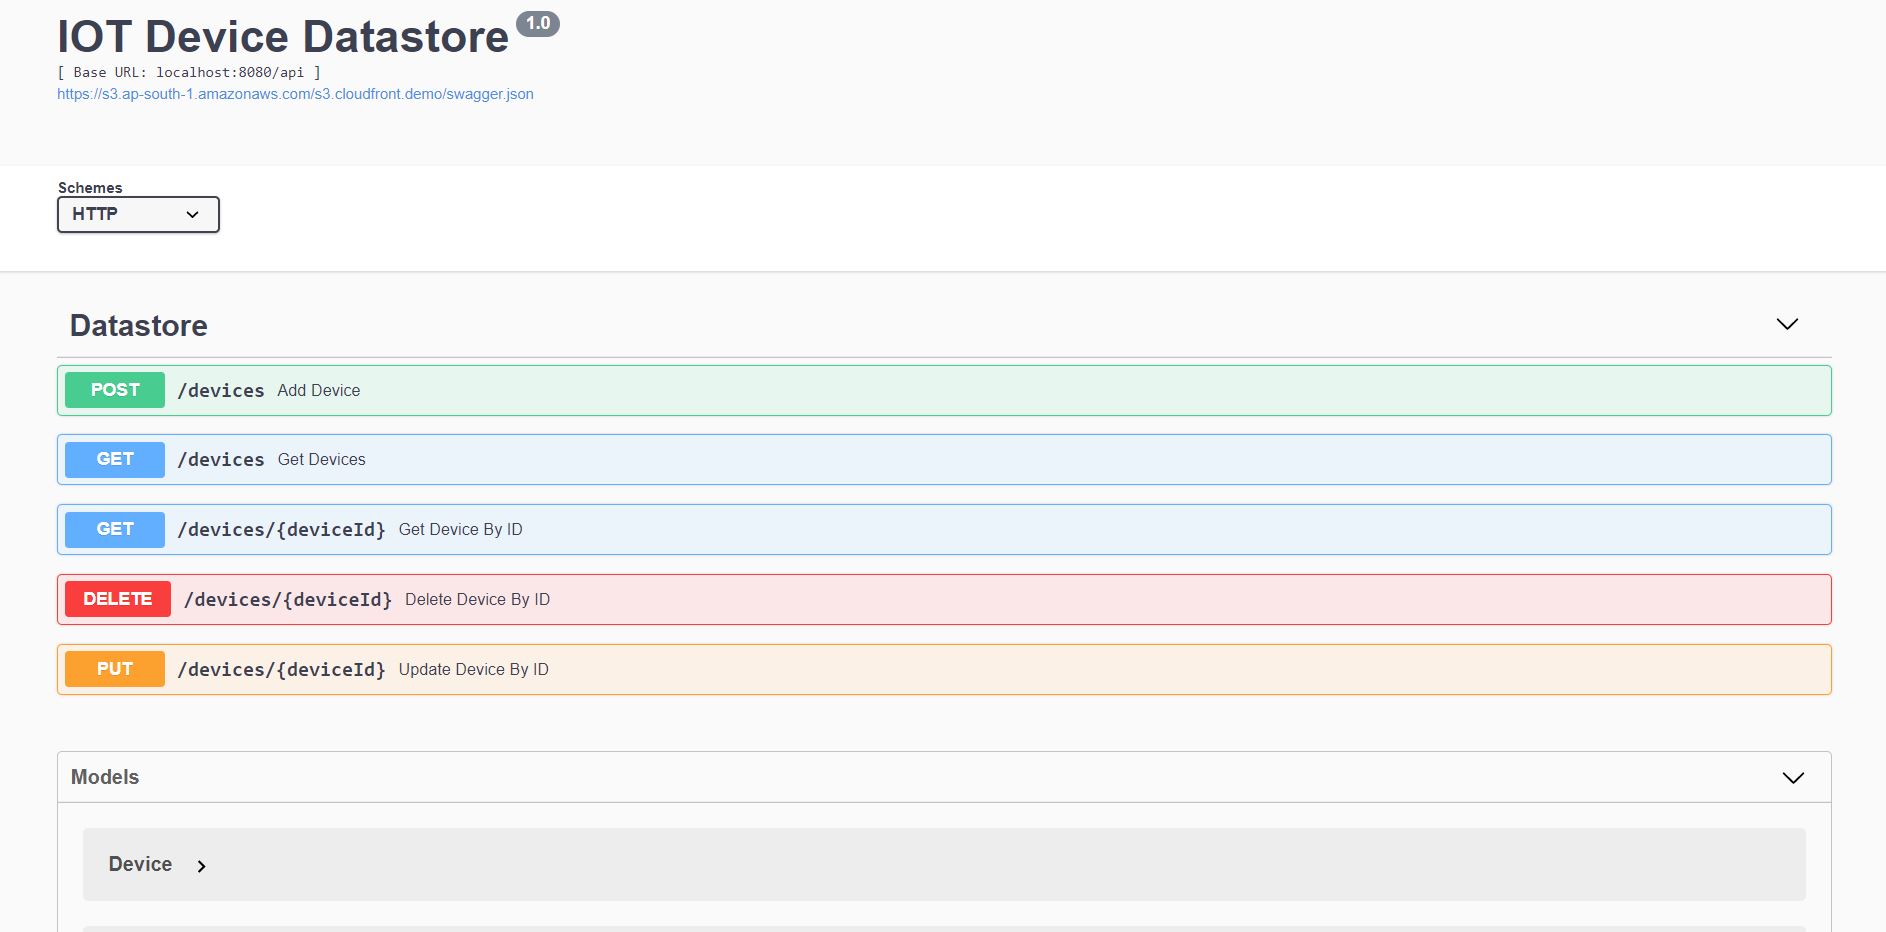 IOT Device Datastore 1.0
[ Base URL: localhost:8080/api ]
https://s3.ap-south-1.amazonaws.com/s3.cloudfront.demo/swagger.json
Schemes
HTTP
Datastore
POST /devices Add Device
GET /devices Get Devices
GET /devices/{deviceId} Get Device By ID
DELETE /devices/{deviceId} Delete Device By ID
PUT /devices/{deviceId} Update Device By ID
Models
Device